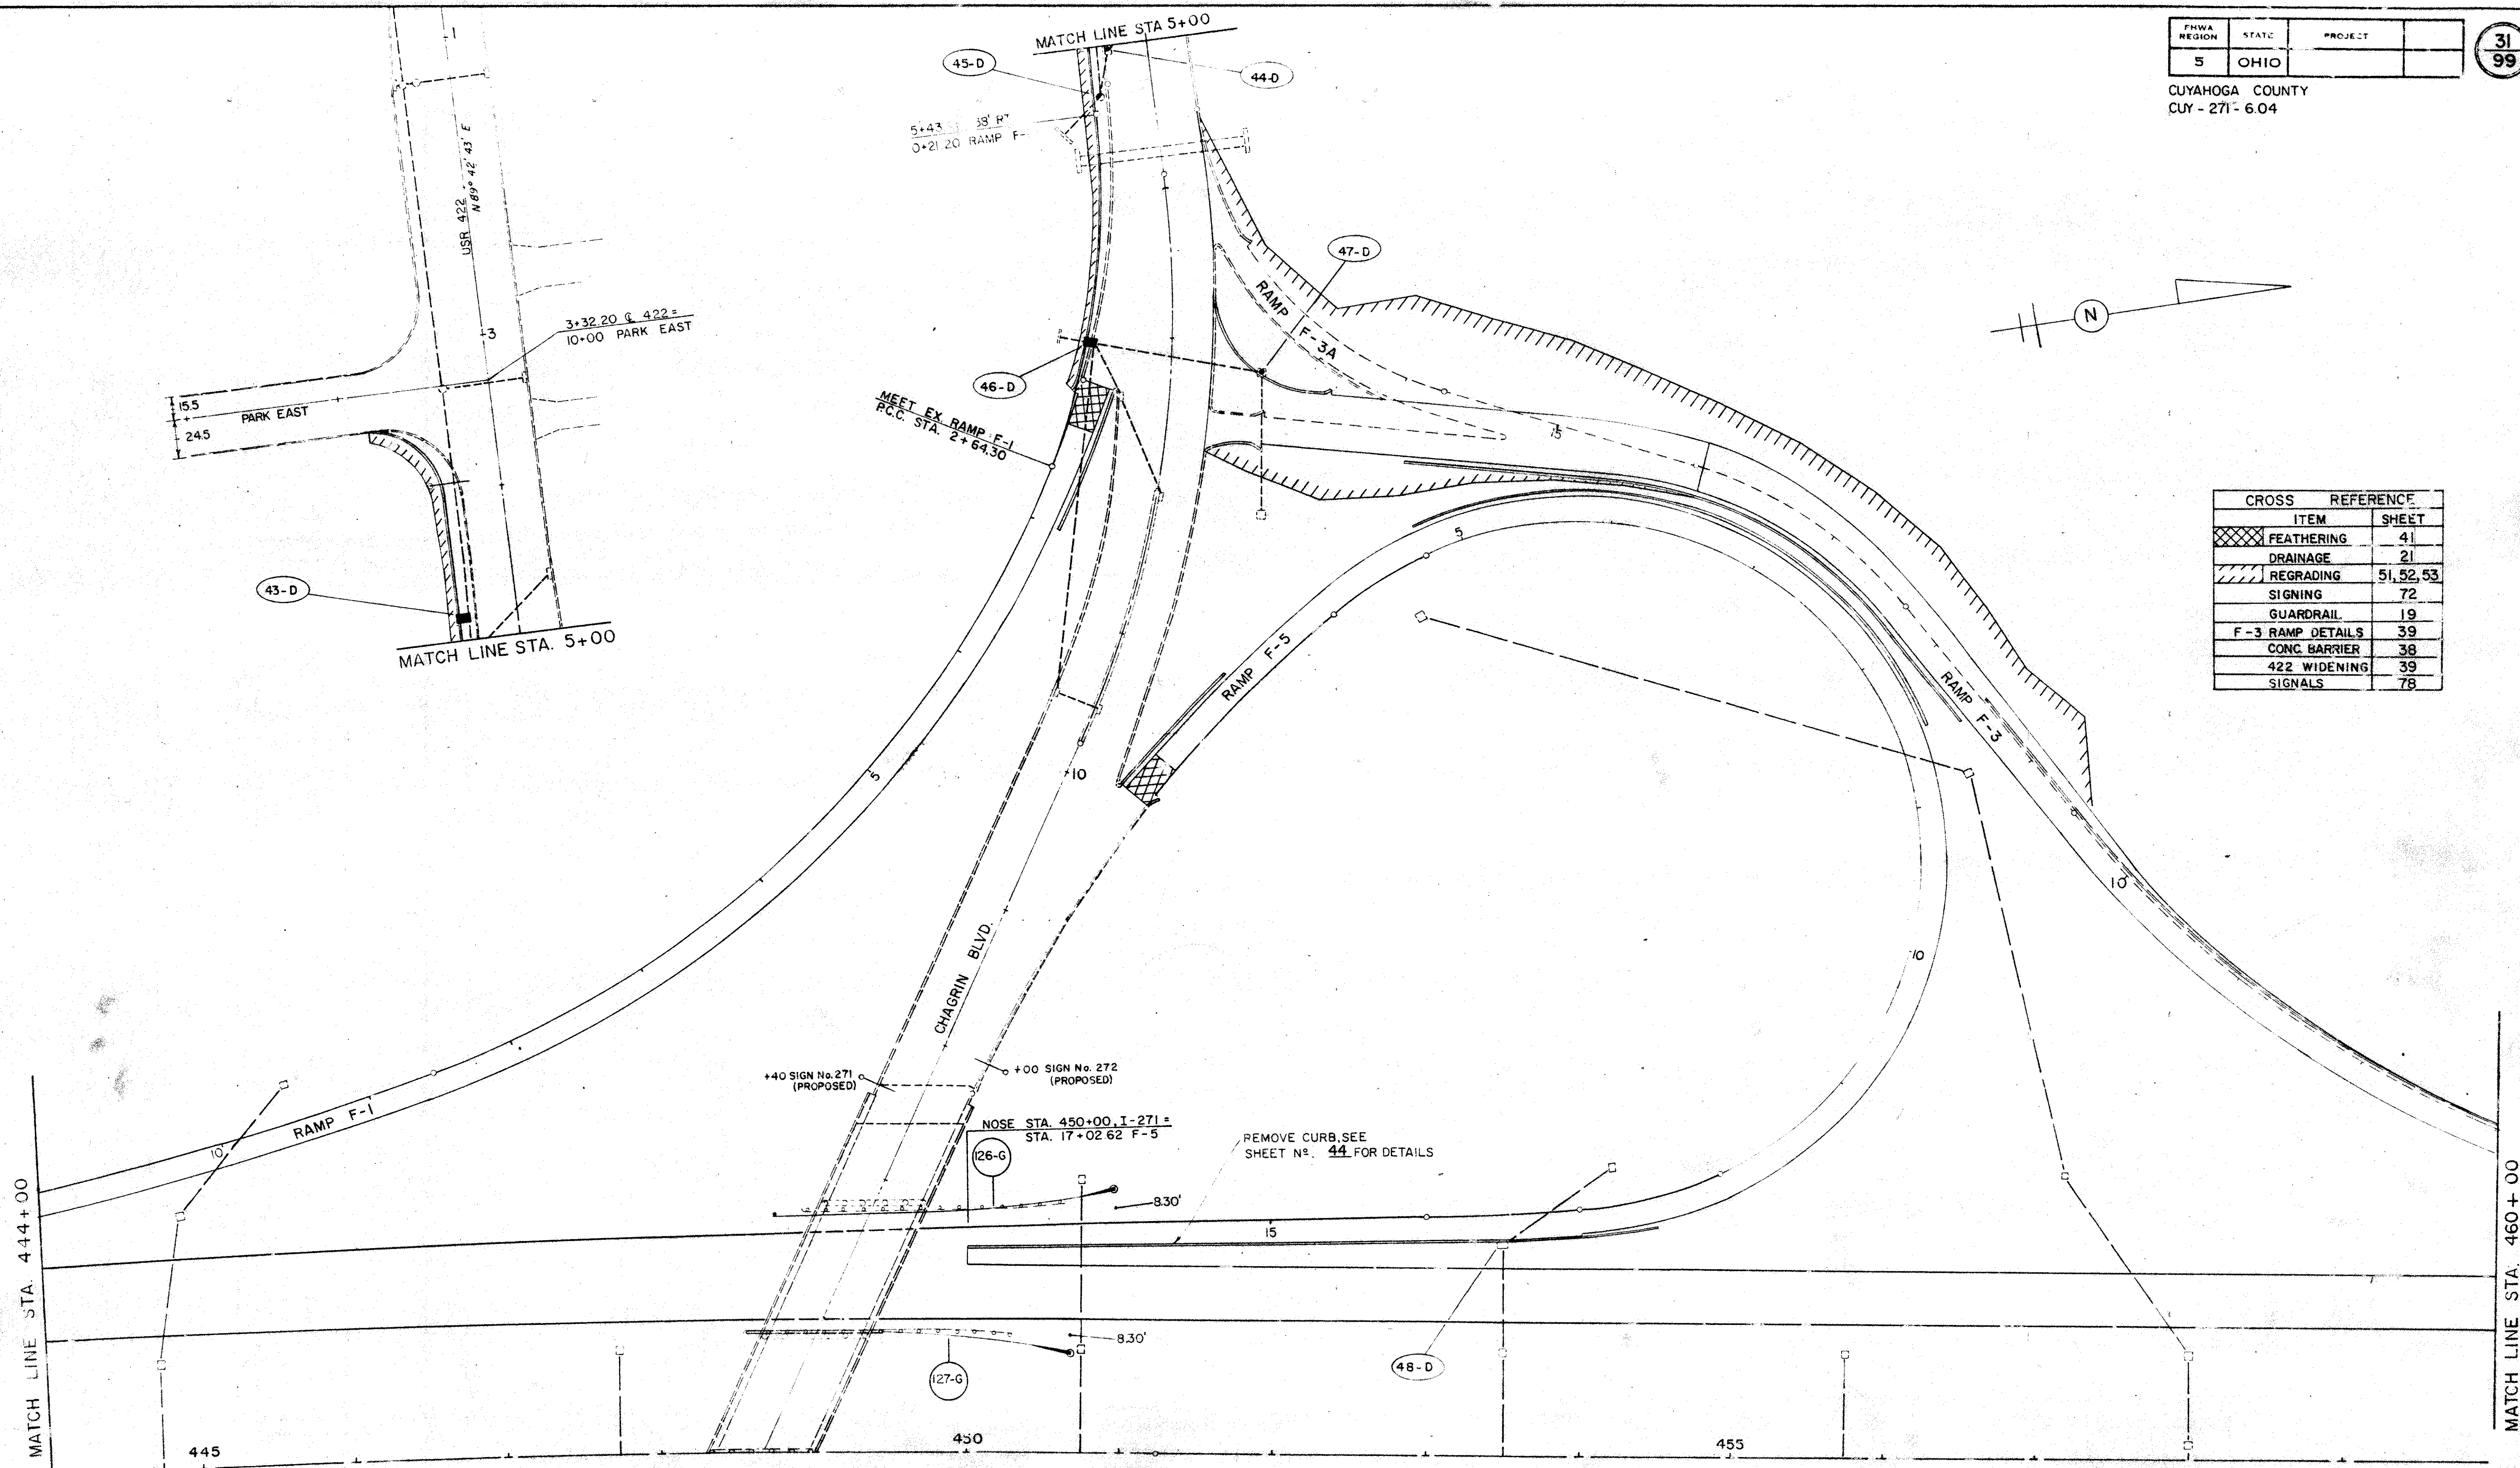 FHWA REGION STATE PROJECT
5 OHIO
31
99
CUYAHOGA COUNTY
CUY - 271 - 6.04
MATCH LINE STA 5+00
45-D
44-D
5+43 38' RT
0+21.20 RAMP F-
1
USR 422
N 89° 42' 43" E
3
3+32.20 ℄ 422 =
10+00 PARK EAST
15.5
PARK EAST
24.5
43-D
MATCH LINE STA. 5+00
1
47-D
RAMP F-3A
46-D
MEET EX. RAMP F-1
P.C.C. STA. 2+64.30
15
N
CROSS REFERENCE
ITEM SHEET
FEATHERING 41
DRAINAGE 21
REGRADING 51, 52, 53
SIGNING 72
GUARDRAIL 19
F-3 RAMP DETAILS 39
CONC. BARRIER 38
422 WIDENING 39
SIGNALS 78
5
RAMP F-5
RAMP F-3
5
10
10
10
CHAGRIN BLVD.
+40 SIGN No. 271
(PROPOSED)
+00 SIGN No. 272
(PROPOSED)
RAMP F-1
10
NOSE STA. 450+00, I-271 =
STA. 17+02.62 F-5
126-G
REMOVE CURB, SEE
SHEET Nº. 44 FOR DETAILS
8.30'
15
8.30'
127-G
48-D
MATCH LINE STA. 444+00
MATCH LINE STA. 460+00
445
450
455